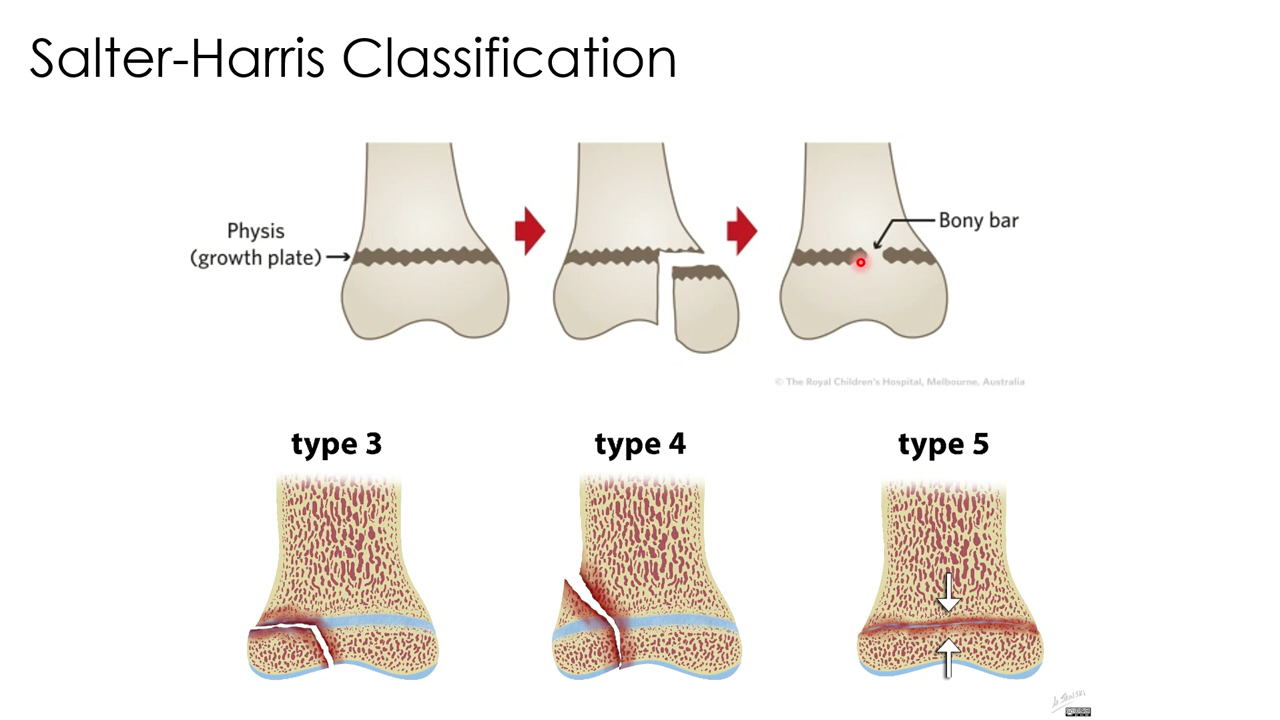 Salter-Harris Classification
Physis
(growth plate)
Bony bar
© The Royal Children's Hospital, Melbourne, Australia
type 3
type 4
type 5